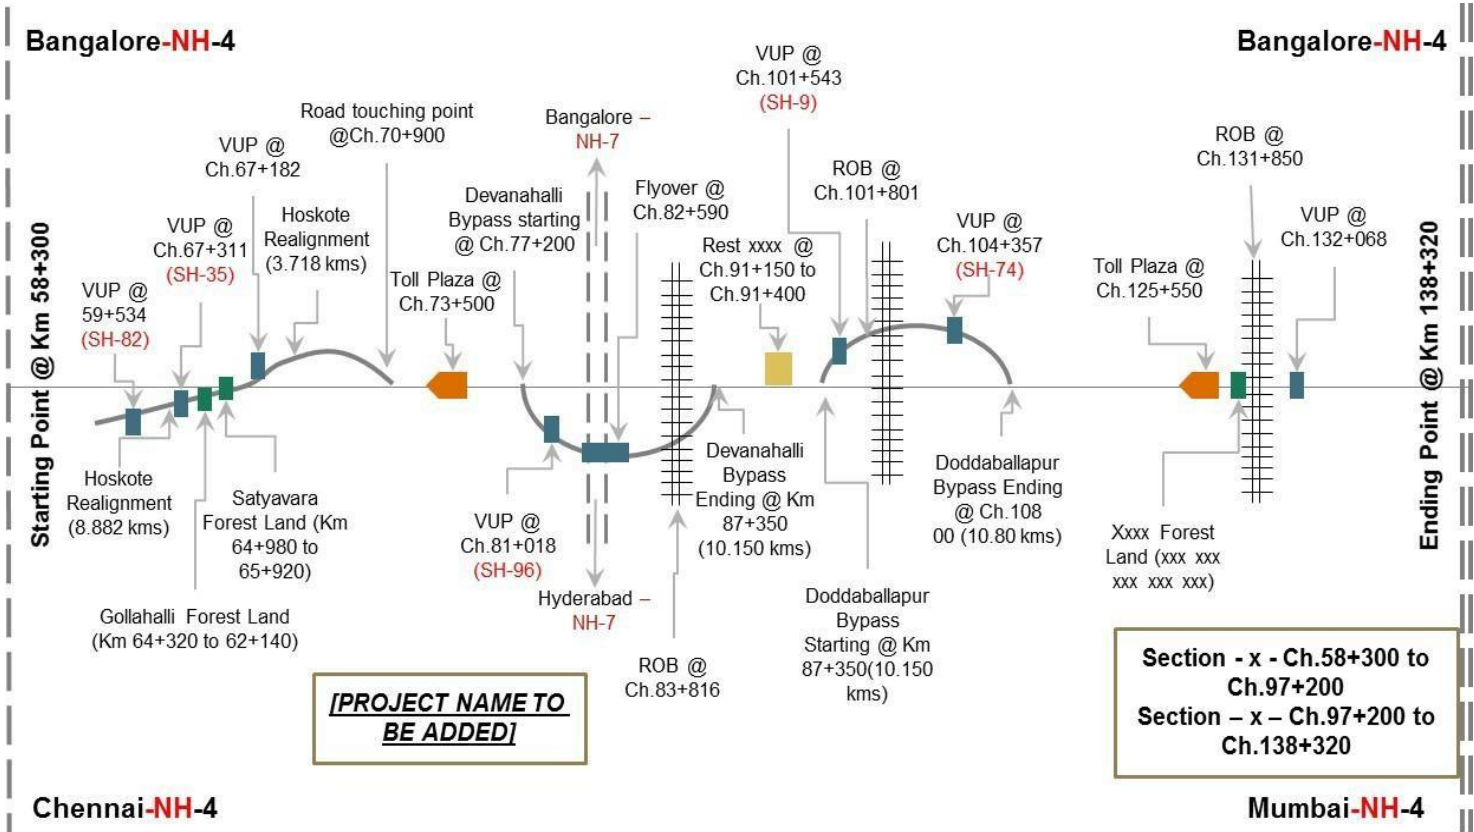 Bangalore-NH-4
Bangalore-NH-4
Starting Point @ Km 58+300
Ending Point @ Km 138+320
VUP @
59+534
(SH-82)
VUP @
Ch.67+311
(SH-35)
VUP @
Ch.67+182
Hoskote
Realignment
(3.718 kms)
Road touching point
@Ch.70+900
Toll Plaza @
Ch.73+500
Devanahalli
Bypass starting
@ Ch.77+200
Bangalore –
NH-7
Flyover @
Ch.82+590
Rest xxxx @
Ch.91+150 to
Ch.91+400
VUP @
Ch.101+543
(SH-9)
ROB @
Ch.101+801
VUP @
Ch.104+357
(SH-74)
Toll Plaza @
Ch.125+550
ROB @
Ch.131+850
VUP @
Ch.132+068
Hoskote
Realignment
(8.882 kms)
Satyavara
Forest Land (Km
64+980 to
65+920)
Gollahalli Forest Land
(Km 64+320 to 62+140)
VUP @
Ch.81+018
(SH-96)
Hyderabad –
NH-7
ROB @
Ch.83+816
Devanahalli
Bypass
Ending @ Km
87+350
(10.150 kms)
Doddaballapur
Bypass
Starting @ Km
87+350(10.150
kms)
Doddaballapur
Bypass Ending
@ Ch.108
00 (10.80 kms)
Xxxx Forest
Land (xxx xxx
xxx xxx xxx)
[PROJECT NAME TO
BE ADDED]
Section - x - Ch.58+300 to
Ch.97+200
Section – x – Ch.97+200 to
Ch.138+320
Chennai-NH-4
Mumbai-NH-4